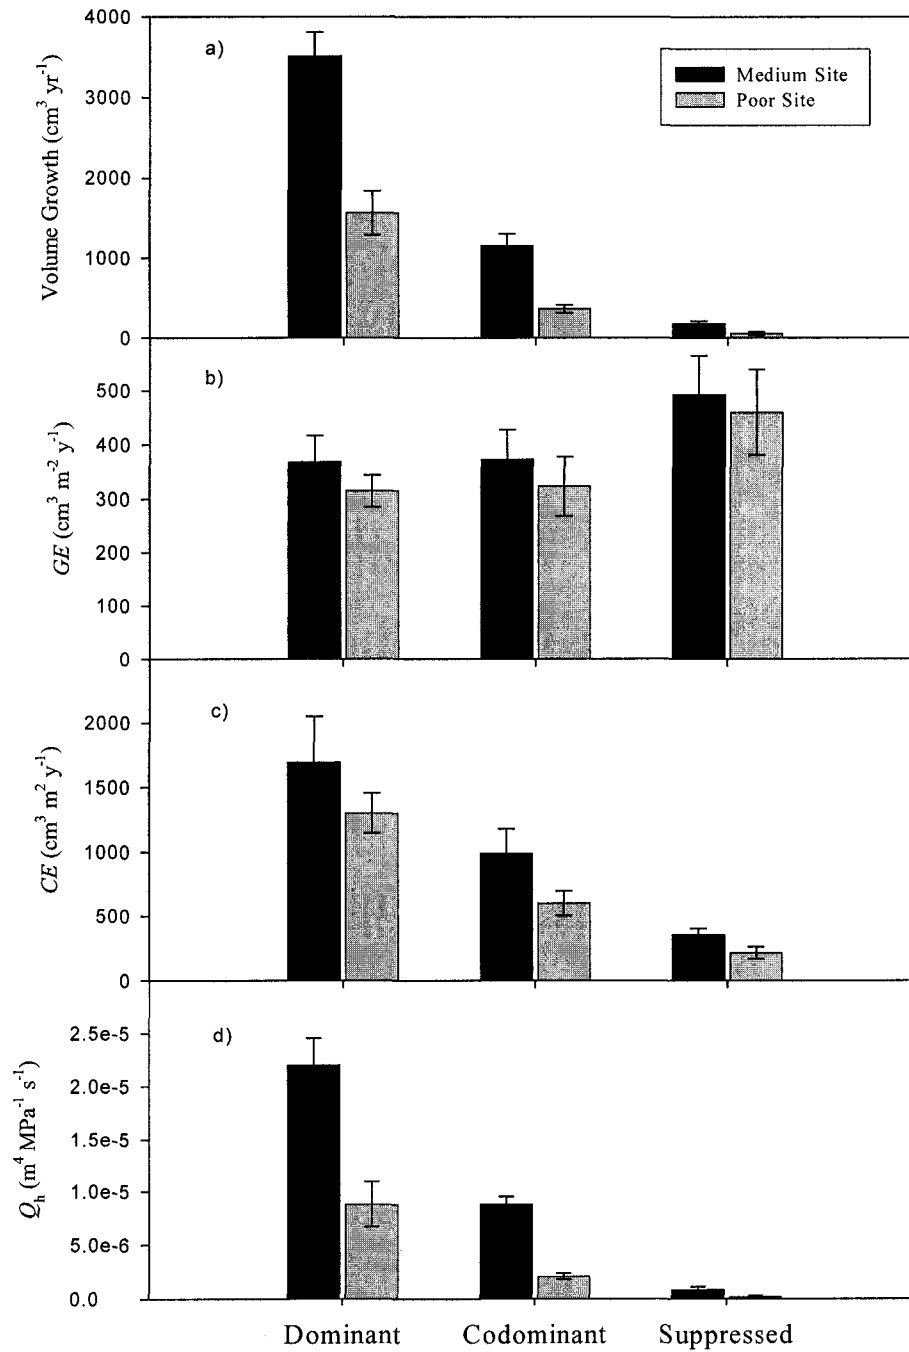 4000
a)
Medium Site
3000
Poor Site
2000
1000
0
Volume Growth (cm³ yr⁻¹)
b)
500
400
300
200
100
0
GE (cm³ m⁻² y⁻¹)
c)
2000
1500
1000
500
0
CE (cm³ m² y⁻¹)
d)
2.5e-5
2.0e-5
1.5e-5
1.0e-5
5.0e-6
0.0
Qₕ (m⁴ MPa⁻¹ s⁻¹)
Dominant Codominant Suppressed